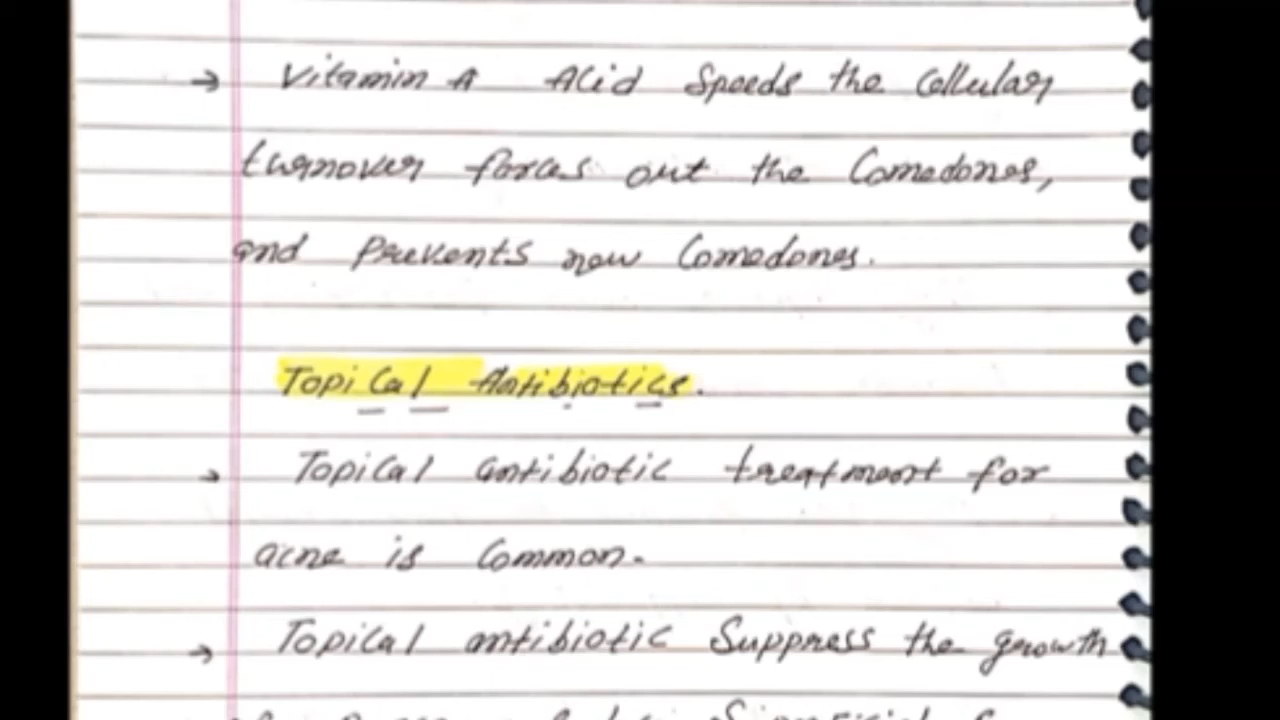 → Vitamin A Acid Speeds the Cellular
turnover forces out the Comedones,
and Prevents new Comedones.
Topical Antibiotics.
→ Topical antibiotic treatment for
acne is Common.
→ Topical antibiotic Suppress the growth